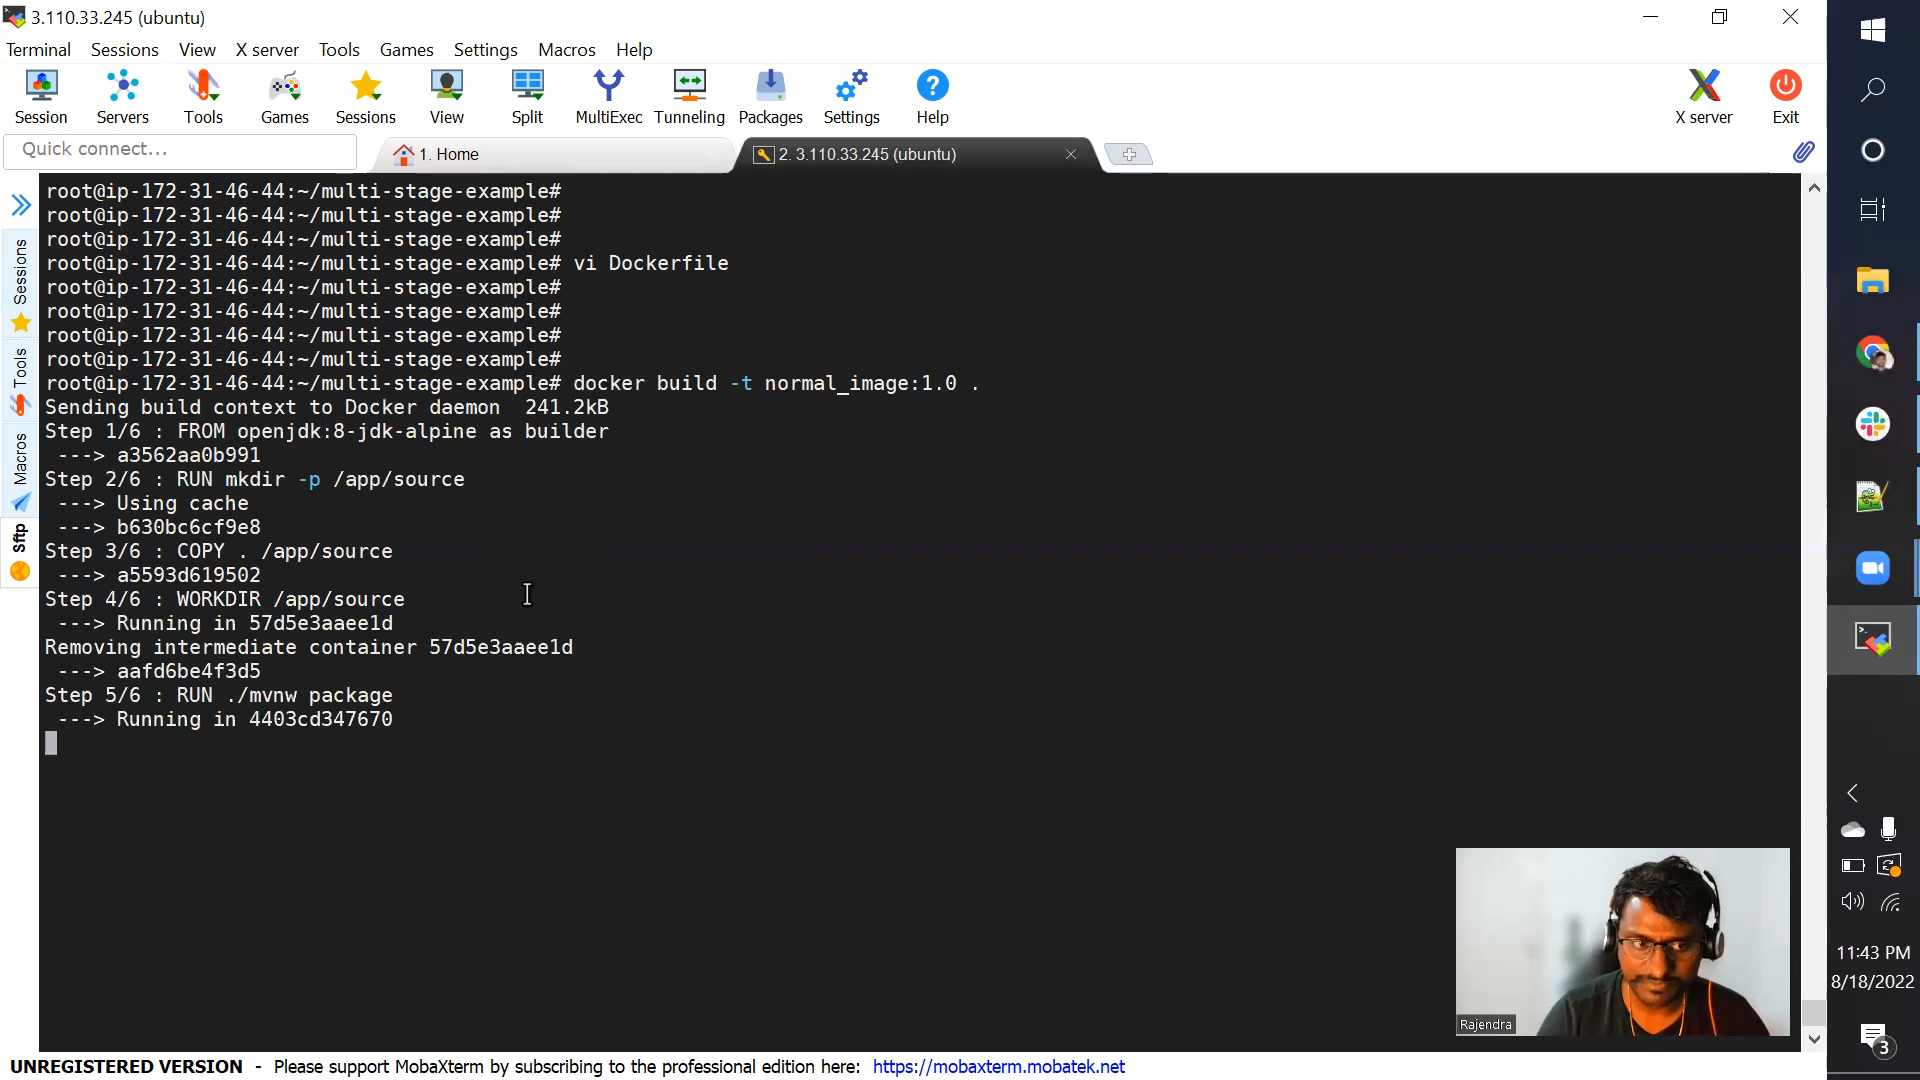 3.110.33.245 (ubuntu)
Terminal Sessions View X server Tools Games Settings Macros Help
Session Servers Tools Games Sessions View Split MultiExec Tunneling Packages Settings Help X server Exit
Quick connect...
1. Home
2. 3.110.33.245 (ubuntu)
Sessions
Tools
Macros
Sftp
root@ip-172-31-46-44:~/multi-stage-example#
root@ip-172-31-46-44:~/multi-stage-example#
root@ip-172-31-46-44:~/multi-stage-example#
root@ip-172-31-46-44:~/multi-stage-example# vi Dockerfile
root@ip-172-31-46-44:~/multi-stage-example#
root@ip-172-31-46-44:~/multi-stage-example#
root@ip-172-31-46-44:~/multi-stage-example#
root@ip-172-31-46-44:~/multi-stage-example#
root@ip-172-31-46-44:~/multi-stage-example# docker build -t normal_image:1.0 .
Sending build context to Docker daemon  241.2kB
Step 1/6 : FROM openjdk:8-jdk-alpine as builder
 ---> a3562aa0b991
Step 2/6 : RUN mkdir -p /app/source
 ---> Using cache
 ---> b630bc6cf9e8
Step 3/6 : COPY . /app/source
 ---> a5593d619502
Step 4/6 : WORKDIR /app/source
 ---> Running in 57d5e3aaee1d
Removing intermediate container 57d5e3aaee1d
 ---> aafd6be4f3d5
Step 5/6 : RUN ./mvnw package
 ---> Running in 4403cd347670
Rajendra
11:43 PM
8/18/2022
3
UNREGISTERED VERSION - Please support MobaXterm by subscribing to the professional edition here: https://mobaxterm.mobatek.net